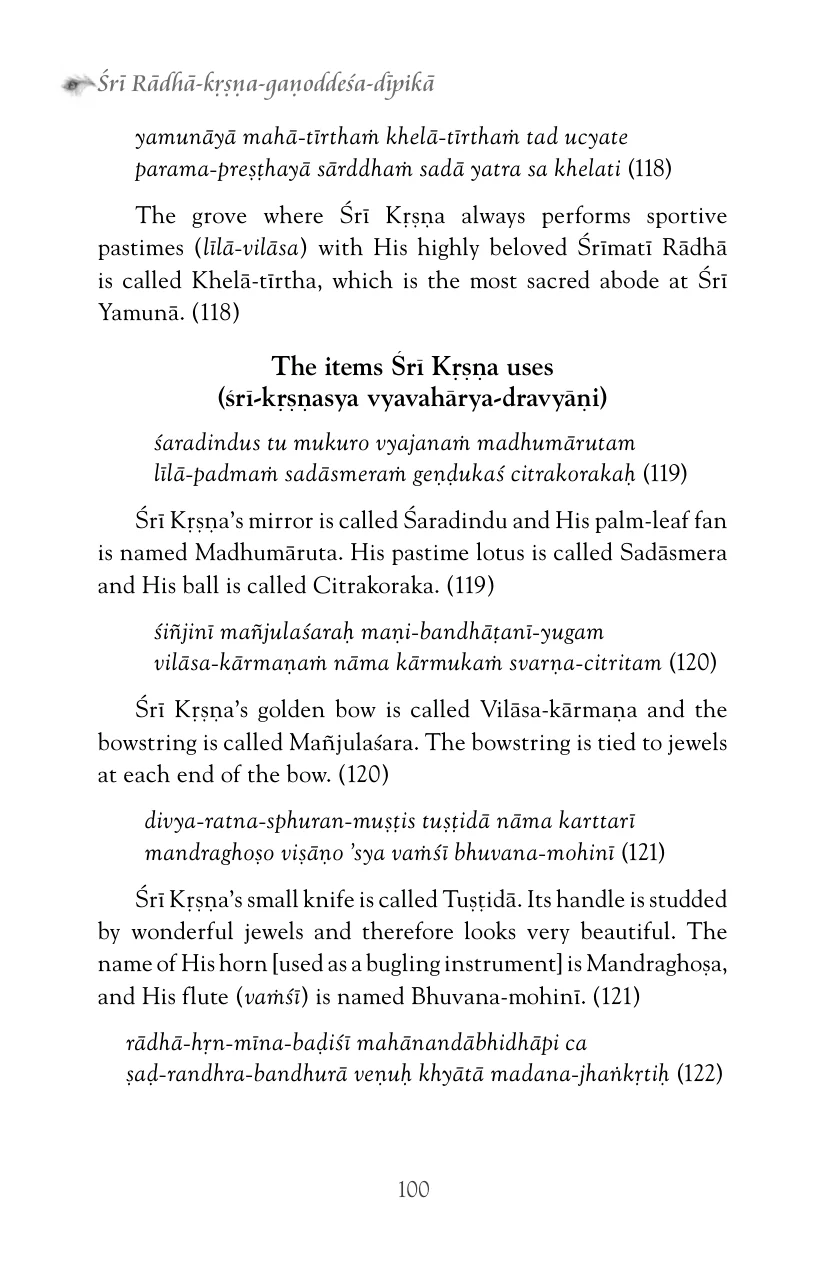 Śrī Rādhā-kṛṣṇa-gaṇoddeśa-dīpikā
yamunāyā mahā-tīrthaṁ khelā-tīrthaṁ tad ucyate
parama-preṣṭhayā sārddhaṁ sadā yatra sa khelati (118)
The grove where Śrī Kṛṣṇa always performs sportive
pastimes (līlā-vilāsa) with His highly beloved Śrīmatī Rādhā
is called Khelā-tīrtha, which is the most sacred abode at Śrī
Yamunā. (118)
The items Śrī Kṛṣṇa uses
(śrī-kṛṣṇasya vyavahārya-dravyāṇi)
śaradindus tu mukuro vyajanaṁ madhumārutam
līlā-padmaṁ sadāsmeraṁ geṇḍukaś citrakorakaḥ (119)
Śrī Kṛṣṇa’s mirror is called Śaradindu and His palm-leaf fan
is named Madhumāruta. His pastime lotus is called Sadāsmera
and His ball is called Citrakoraka. (119)
śiñjinī mañjulaśaraḥ maṇi-bandhāṭanī-yugam
vilāsa-kārmaṇaṁ nāma kārmukaṁ svarṇa-citritam (120)
Śrī Kṛṣṇa’s golden bow is called Vilāsa-kārmaṇa and the
bowstring is called Mañjulaśara. The bowstring is tied to jewels
at each end of the bow. (120)
divya-ratna-sphuran-muṣṭis tuṣṭidā nāma karttarī
mandraghoṣo viṣāṇo ’sya vaṁśī bhuvana-mohinī (121)
Śrī Kṛṣṇa’s small knife is called Tuṣṭidā. Its handle is studded
by wonderful jewels and therefore looks very beautiful. The
name of His horn [used as a bugling instrument] is Mandraghoṣa,
and His flute (vaṁśī) is named Bhuvana-mohinī. (121)
rādhā-hṛn-mīna-baḍiśī mahānandābhidhāpi ca
ṣaḍ-randhra-bandhurā veṇuḥ khyātā madana-jhaṅkṛtiḥ (122)
100